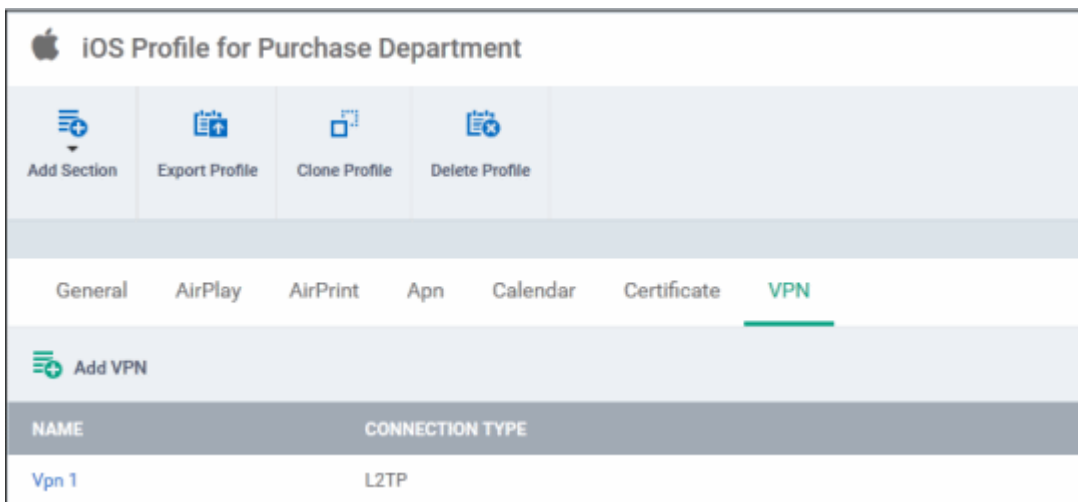 iOS Profile for Purchase Department
Add Section Export Profile Clone Profile Delete Profile
General AirPlay AirPrint Apn Calendar Certificate VPN
Add VPN
NAME CONNECTION TYPE
Vpn 1 L2TP